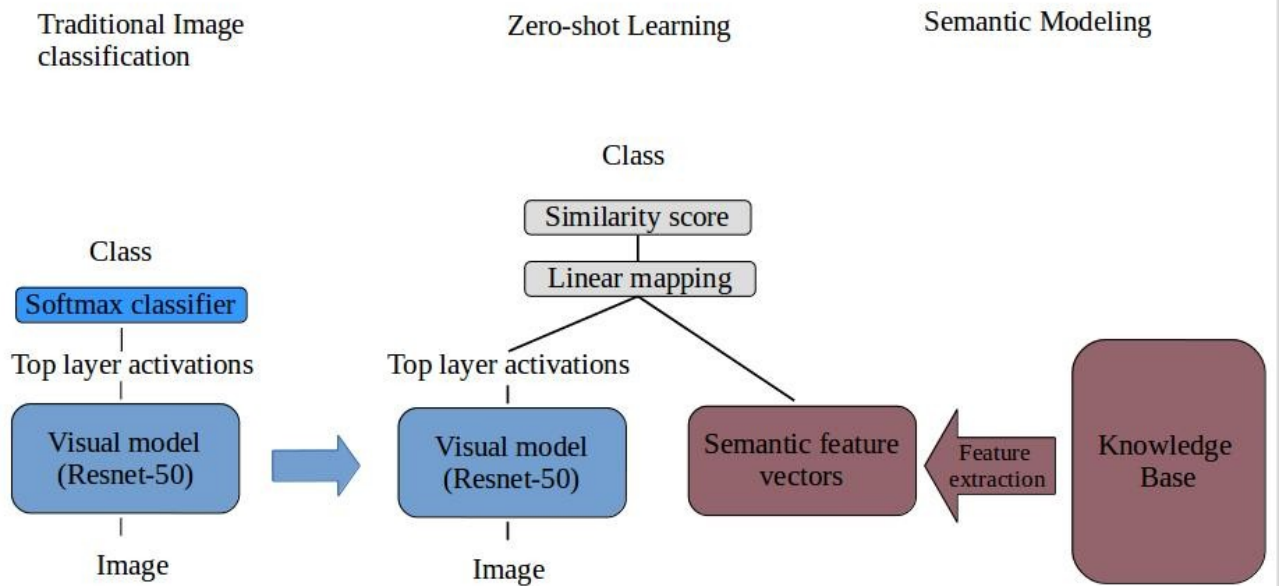 Traditional Image
classification
Zero-shot Learning
Semantic Modeling
Class
Softmax classifier
Top layer activations
Visual model
(Resnet-50)
Image
Class
Similarity score
Linear mapping
Top layer activations
Visual model
(Resnet-50)
Image
Semantic feature
vectors
Feature
extraction
Knowledge
Base